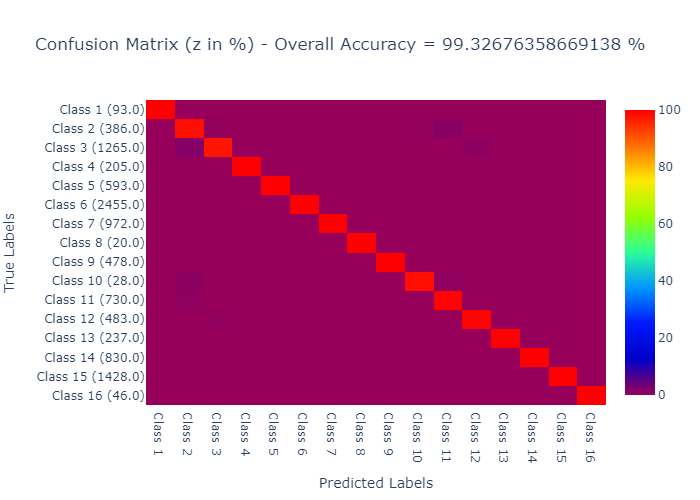 Confusion Matrix (z in %) - Overall Accuracy = 99.32676358669138 %
True Labels
Class 1 (93.0)
Class 2 (386.0)
Class 3 (1265.0)
Class 4 (205.0)
Class 5 (593.0)
Class 6 (2455.0)
Class 7 (972.0)
Class 8 (20.0)
Class 9 (478.0)
Class 10 (28.0)
Class 11 (730.0)
Class 12 (483.0)
Class 13 (237.0)
Class 14 (830.0)
Class 15 (1428.0)
Class 16 (46.0)
Class 1
Class 2
Class 3
Class 4
Class 5
Class 6
Class 7
Class 8
Class 9
Class 10
Class 11
Class 12
Class 13
Class 14
Class 15
Class 16
Predicted Labels
100
80
60
40
20
0